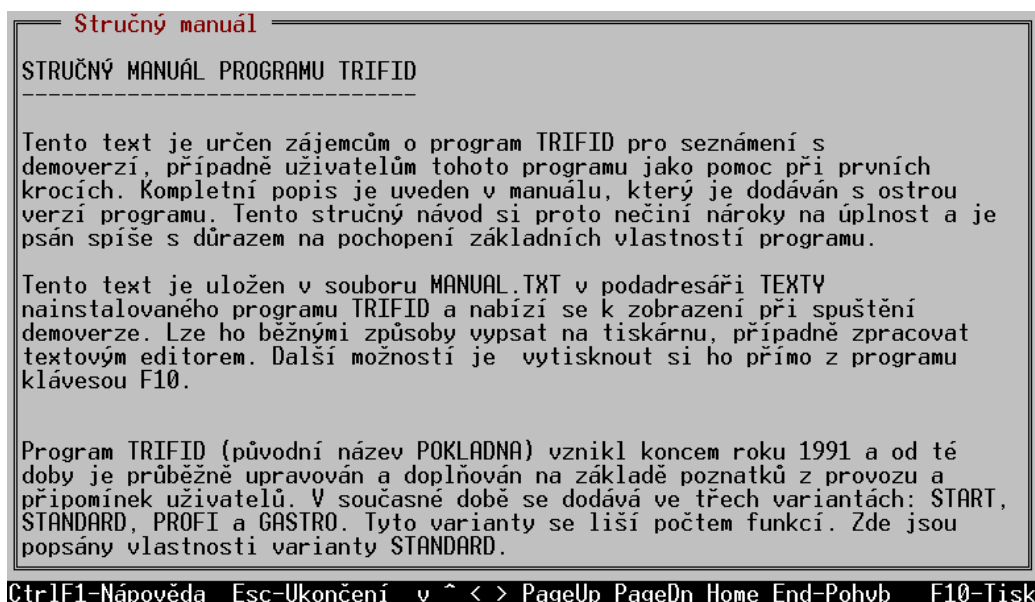 Stručný manuál
STRUČNÝ MANUÁL PROGRAMU TRIFID
------------------------------
Tento text je určen zájemcům o program TRIFID pro seznámení s
demoverzí, případně uživatelům tohoto programu jako pomoc při prvních
krocích. Kompletní popis je uveden v manuálu, který je dodáván s ostrou
verzí programu. Tento stručný návod si proto nečiní nároky na úplnost a je
psán spíše s důrazem na pochopení základních vlastností programu.
Tento text je uložen v souboru MANUAL.TXT v podadresáři TEXTY
nainstalovaného programu TRIFID a nabízí se k zobrazení při spuštění
demoverze. Lze ho běžnými způsoby vypsat na tiskárnu, případně zpracovat
textovým editorem. Další možností je  vytisknout si ho přímo z programu
klávesou F10.
Program TRIFID (původní název POKLADNA) vznikl koncem roku 1991 a od té
doby je průběžně upravován a doplňován na základě poznatků z provozu a
připomínek uživatelů. V současné době se dodává ve třech variantách: START,
STANDARD, PROFI a GASTRO. Tyto varianty se liší počtem funkcí. Zde jsou
popsány vlastnosti varianty STANDARD.
CtrlF1-Nápověda  Esc-Ukončení  v ^ < > PageUp PageDn Home End-Pohyb   F10-Tisk